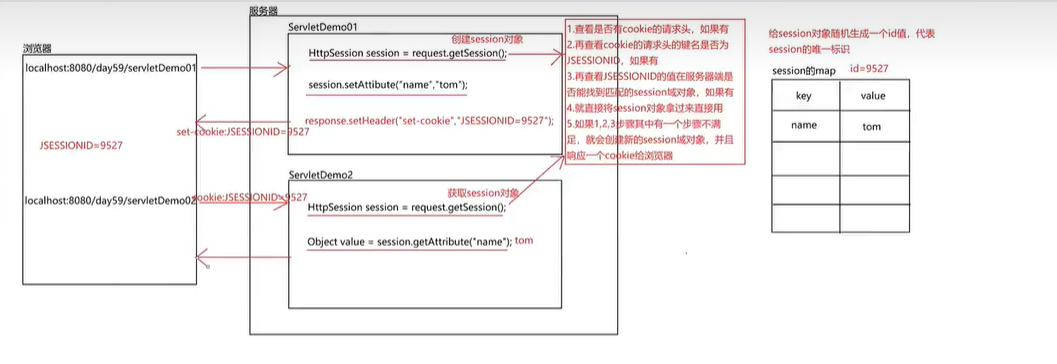 服务器
浏览器
localhost:8080/day59/servletDemo01
JSESSIONID=9527
localhost:8080/day59/servletDemo02
set-cookie:JSESSIONID=9527
cookie:JSESSIONID=9527
ServletDemo01
创建session对象
HttpSession session = request.getSession();
session.setAttibute("name","tom");
response.setHeader("set-cookie","JSESSIONID=9527");
ServletDemo2
获取session对象
HttpSession session = request.getSession();
Object value = session.getAttribute("name"); tom
1.查看是否有cookie的请求头，如果有
2.再查看cookie的请求头的键名是否为
JSESSIONID，如果有
3.再查看JSESSIONID的值在服务器端是
否能找到匹配的session域对象，如果有
4.就直接将session对象拿过来直接用
5.如果1,2,3步骤其中有一个步骤不满
足，就会创建新的session域对象，并且
响应一个cookie给浏览器
给session对象随机生成一个id值，代表
session的唯一标识
session的map id=9527
key value
name tom